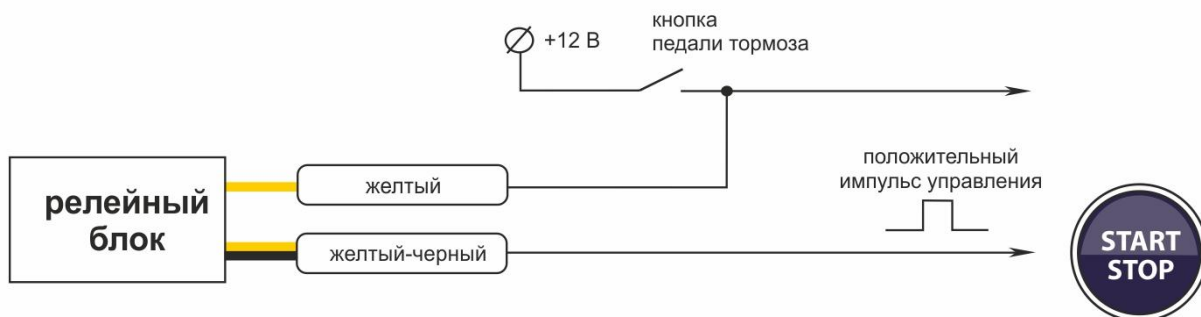 кнопка
педали тормоза
+12 В
желтый
положительный
импульс управления
релейный
блок
желтый-черный
START
STOP